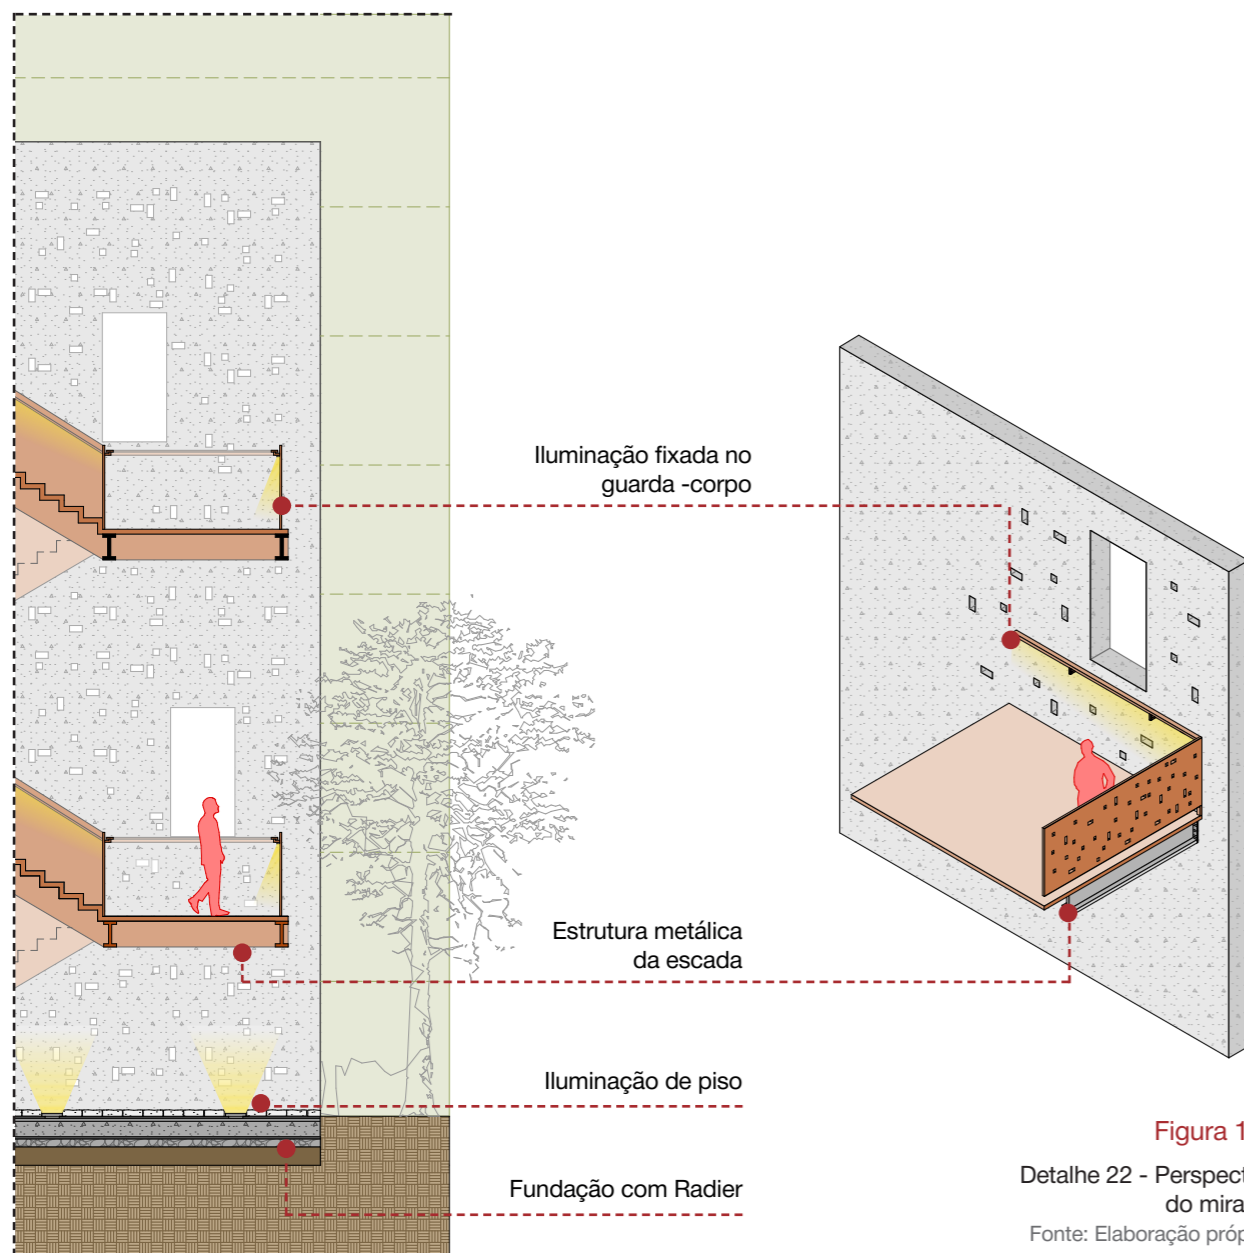 Iluminação fixada no
guarda -corpo
Estrutura metálica
da escada
Iluminação de piso
Fundação com Radier
Figura 1
Detalhe 22 - Perspect
do mira
Fonte: Elaboração próp